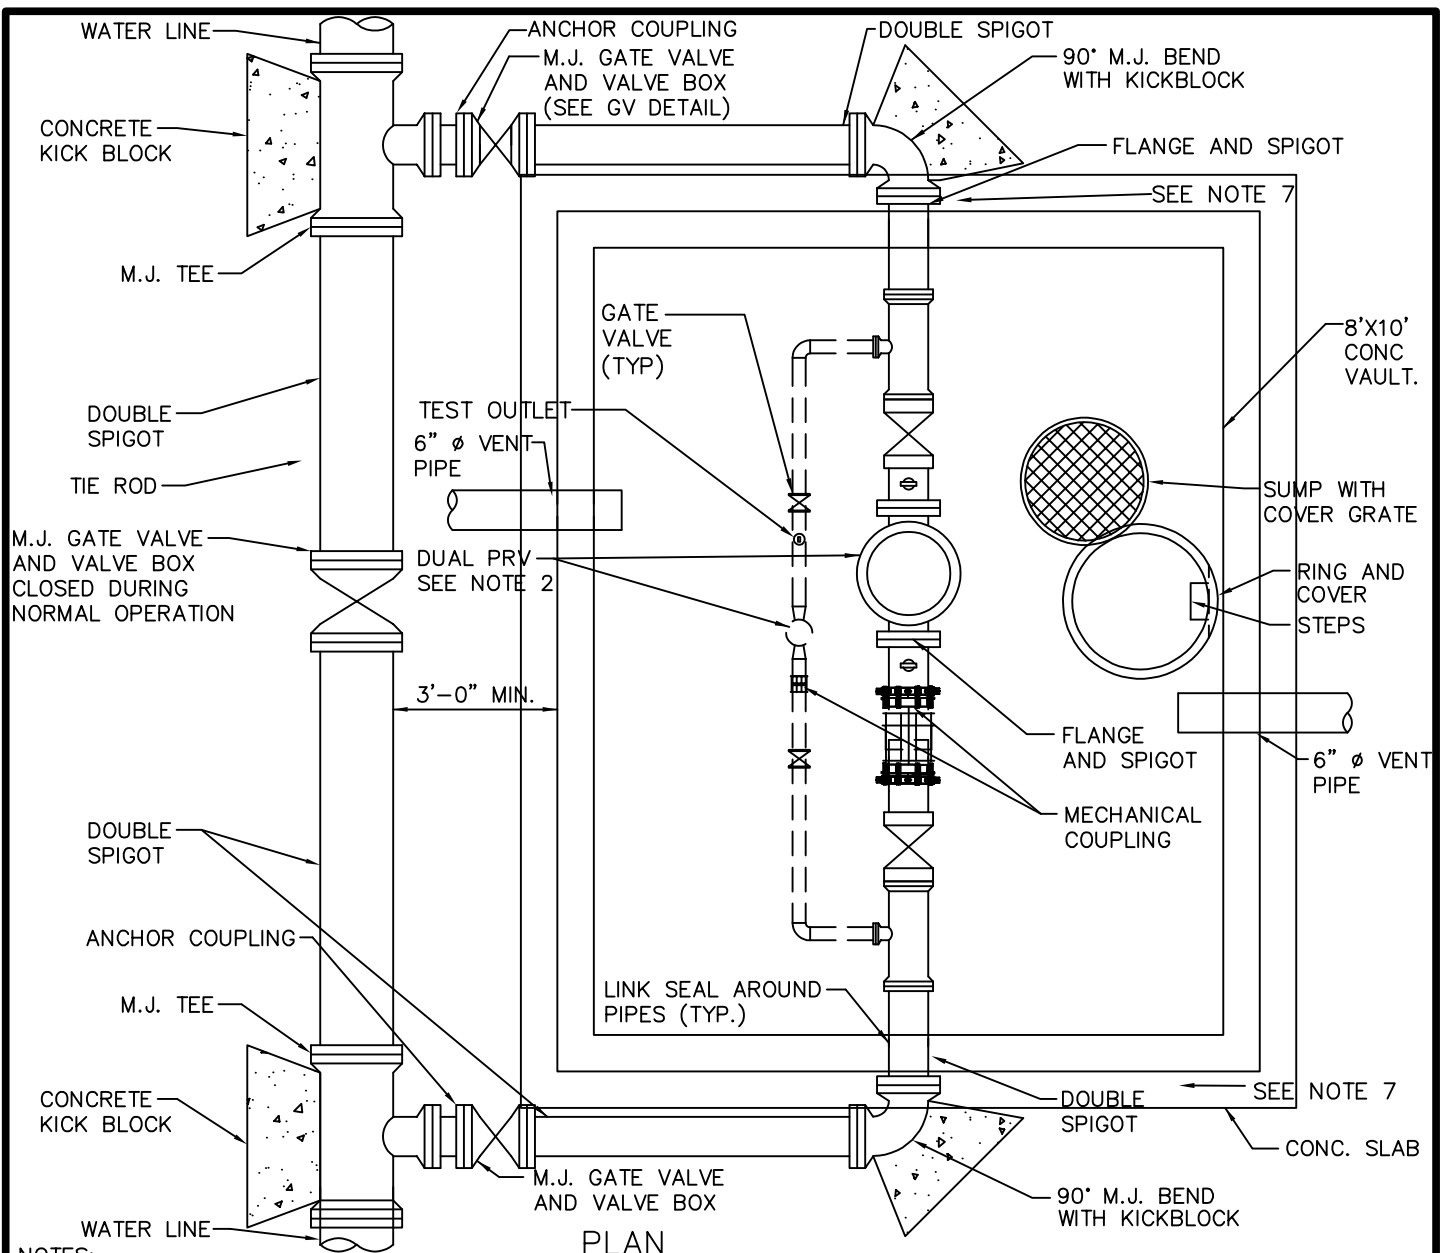 WATER LINE
ANCHOR COUPLING
M.J. GATE VALVE
AND VALVE BOX
(SEE GV DETAIL)
DOUBLE SPIGOT
90° M.J. BEND
WITH KICKBLOCK
CONCRETE
KICK BLOCK
FLANGE AND SPIGOT
SEE NOTE 7
M.J. TEE
GATE
VALVE
(TYP)
8'X10'
CONC
VAULT.
DOUBLE
SPIGOT
TEST OUTLET
6" ø VENT
PIPE
TIE ROD
SUMP WITH
COVER GRATE
M.J. GATE VALVE
AND VALVE BOX
CLOSED DURING
NORMAL OPERATION
DUAL PRV
SEE NOTE 2
RING AND
COVER
STEPS
3'-0" MIN.
FLANGE
AND SPIGOT
6" ø VENT
PIPE
MECHANICAL
COUPLING
DOUBLE
SPIGOT
ANCHOR COUPLING
M.J. TEE
LINK SEAL AROUND
PIPES (TYP.)
CONCRETE
KICK BLOCK
DOUBLE
SPIGOT
SEE NOTE 7
CONC. SLAB
M.J. GATE VALVE
AND VALVE BOX
90° M.J. BEND
WITH KICKBLOCK
WATER LINE
PLAN
NOTES: